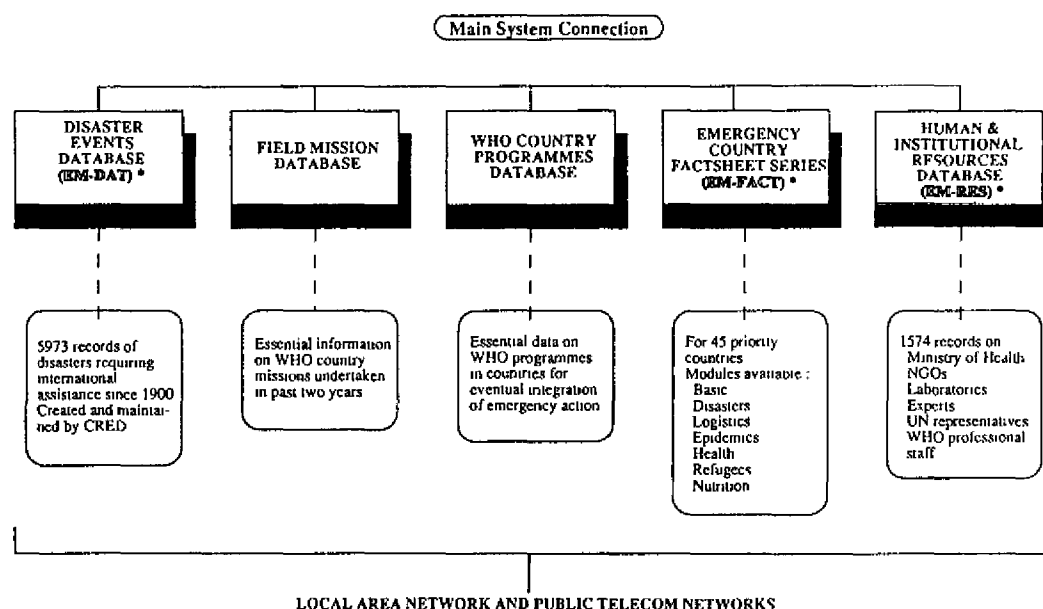 Main System Connection
DISASTER
EVENTS
DATABASE
(EM-DAT) *
FIELD MISSION
DATABASE
WHO COUNTRY
PROGRAMMES
DATABASE
EMERGENCY
COUNTRY
FACTSHEET SERIES
(EM-FACT) *
HUMAN &
INSTITUTIONAL
RESOURCES
DATABASE
(EM-RES) *
5973 records of
disasters requiring
international
assistance since 1900
Created and maintai-
ned by CRED
Essential information
on WHO country
missions undertaken
in past two years
Essential data on
WHO programmes
in countries for
eventual integration
of emergency action
For 45 priority
countries
Modules available :
Basic
Disasters
Logistics
Epidemics
Health
Refugees
Nutrition
1574 records on
Ministry of Health
NGOs
Laboratories
Experts
UN representatives
WHO professional
staff
LOCAL AREA NETWORK AND PUBLIC TELECOM NETWORKS